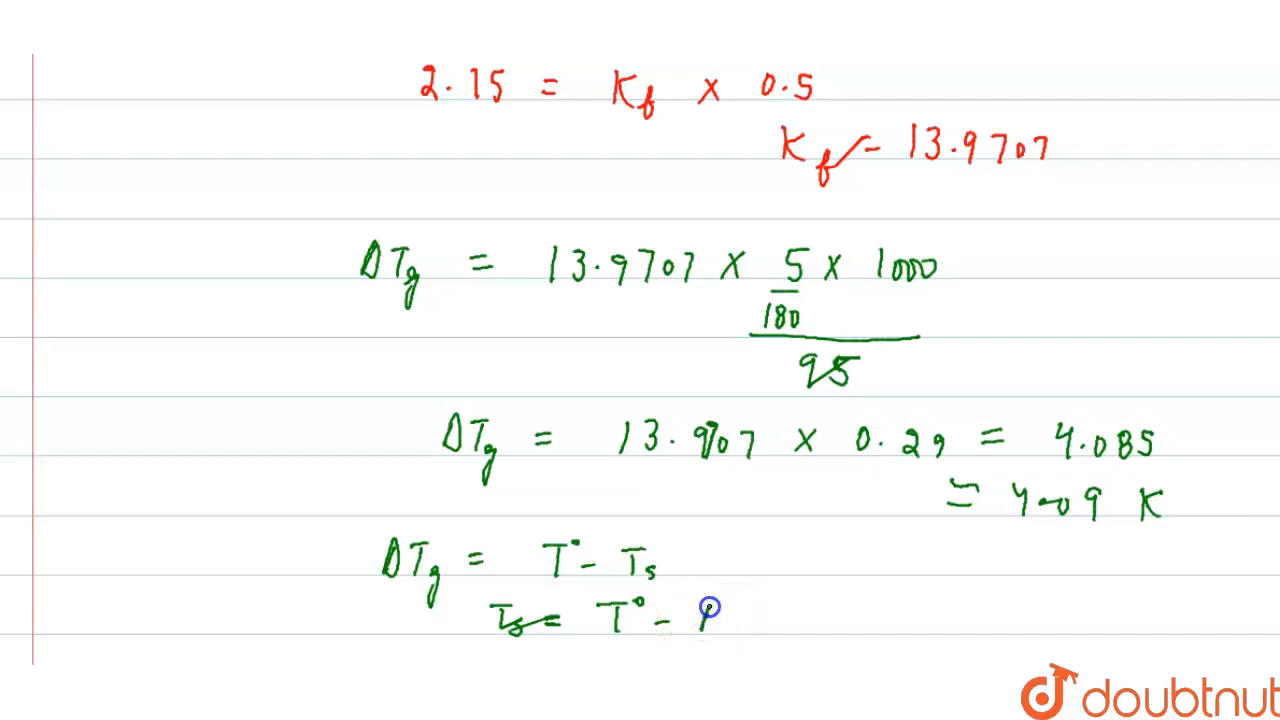 2.15 = Kf × 0.5
Kf = 13.9707
ΔTg = 13.9707 × 5 × 1000
180
95
ΔTg = 13.9707 × 0.29 = 4.085
= 4.09 K
ΔTg = T° - Ts
Ts = T° -
doubtnut